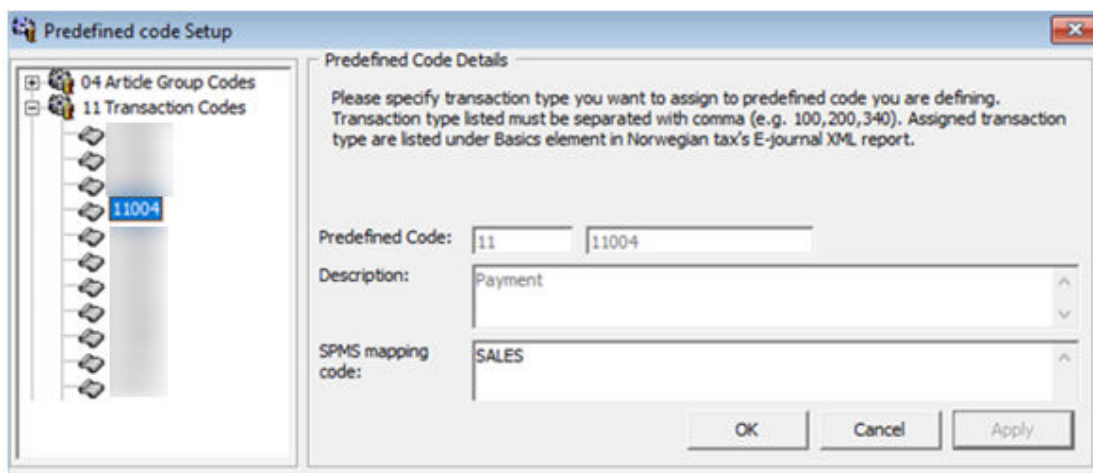 Predefined code Setup
04 Article Group Codes
11 Transaction Codes
11004
Predefined Code Details
Please specify transaction type you want to assign to predefined code you are defining.
Transaction type listed must be separated with comma (e.g. 100,200,340). Assigned transaction
type are listed under Basics element in Norwegian tax's E-journal XML report.
Predefined Code:
11
11004
Description:
Payment
SPMS mapping
code:
SALES
OK
Cancel
Apply